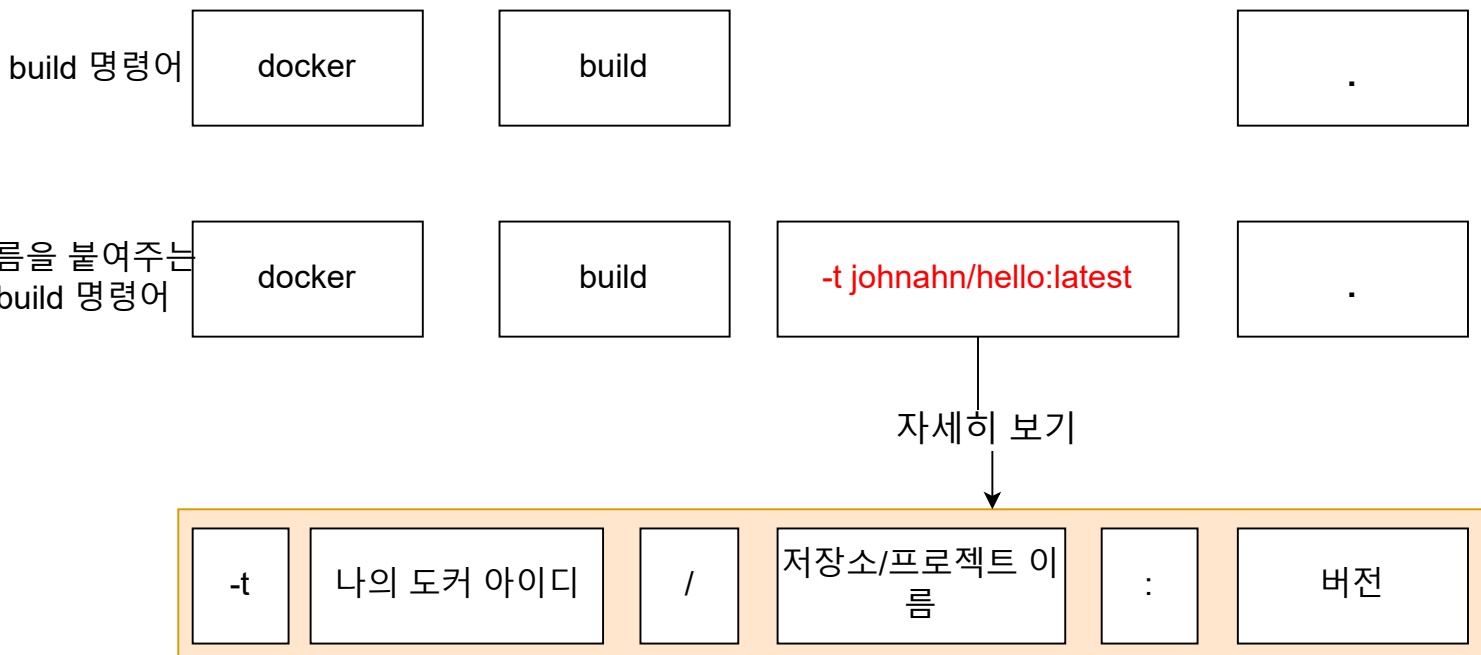 build 명령어 docker build .
름을 붙여주는
build 명령어 docker build -t johnahn/hello:latest .
자세히 보기
-t 나의 도커 아이디 / 저장소/프로젝트 이 : 버전
름